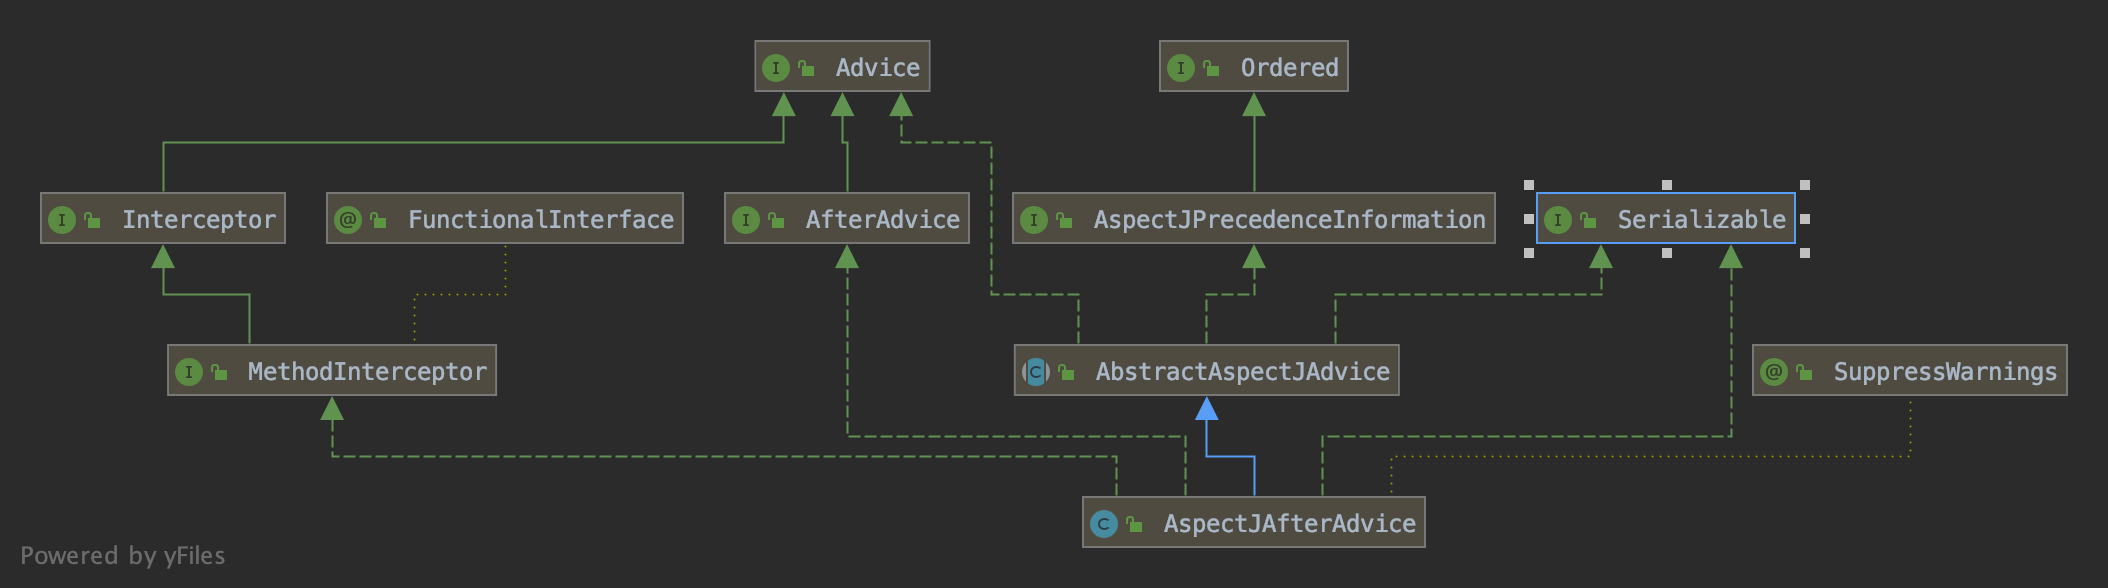 I Advice
I Ordered
I Interceptor
@ FunctionalInterface
I AfterAdvice
I AspectJPrecedenceInformation
I Serializable
I MethodInterceptor
C AbstractAspectJAdvice
@ SuppressWarnings
C AspectJAfterAdvice
Powered by yFiles